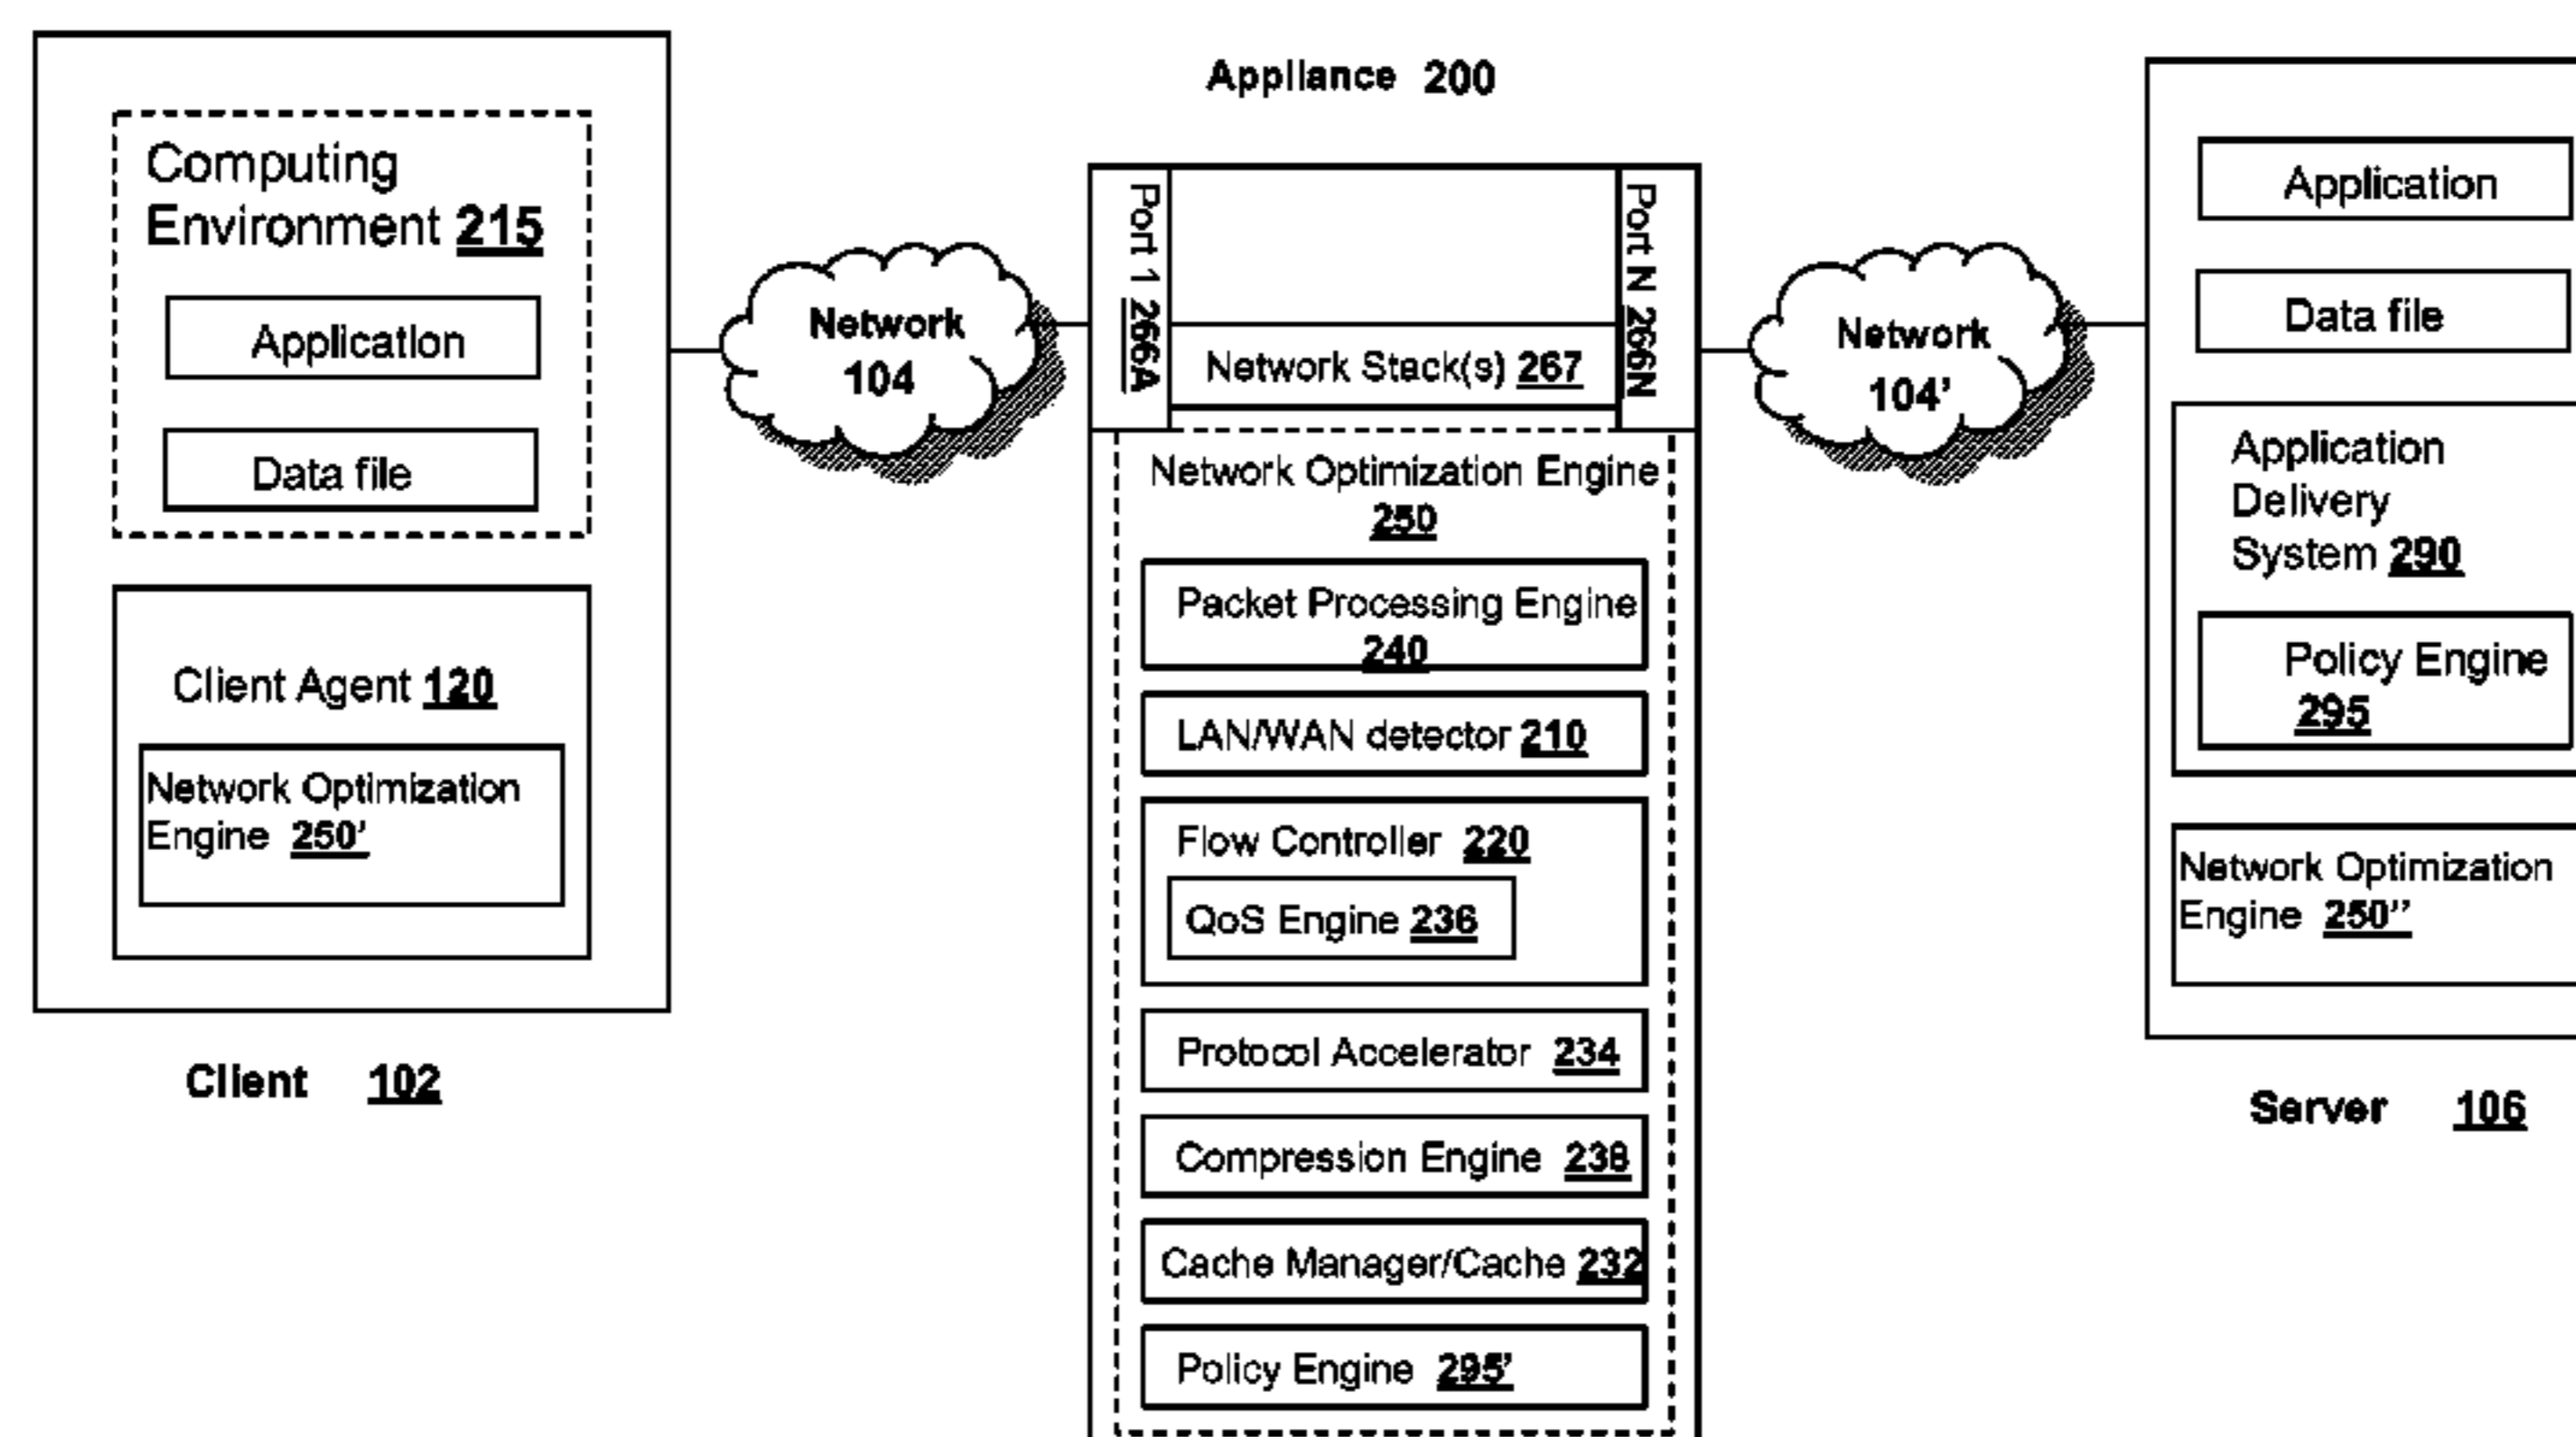 Appliance 200
Computing
Environment 215
Application
Data file
Client Agent 120
Network Optimization
Engine 250'
Client 102
Network
104
Port 1 266A
Port N 266N
Network Stack(s) 267
Network Optimization Engine
250
Packet Processing Engine
240
LAN/WAN detector 210
Flow Controller 220
QoS Engine 236
Protocol Accelerator 234
Compression Engine 238
Cache Manager/Cache 232
Policy Engine 295'
Network
104'
Application
Data file
Application
Delivery
System 290
Policy Engine
295
Network Optimization
Engine 250''
Server 106